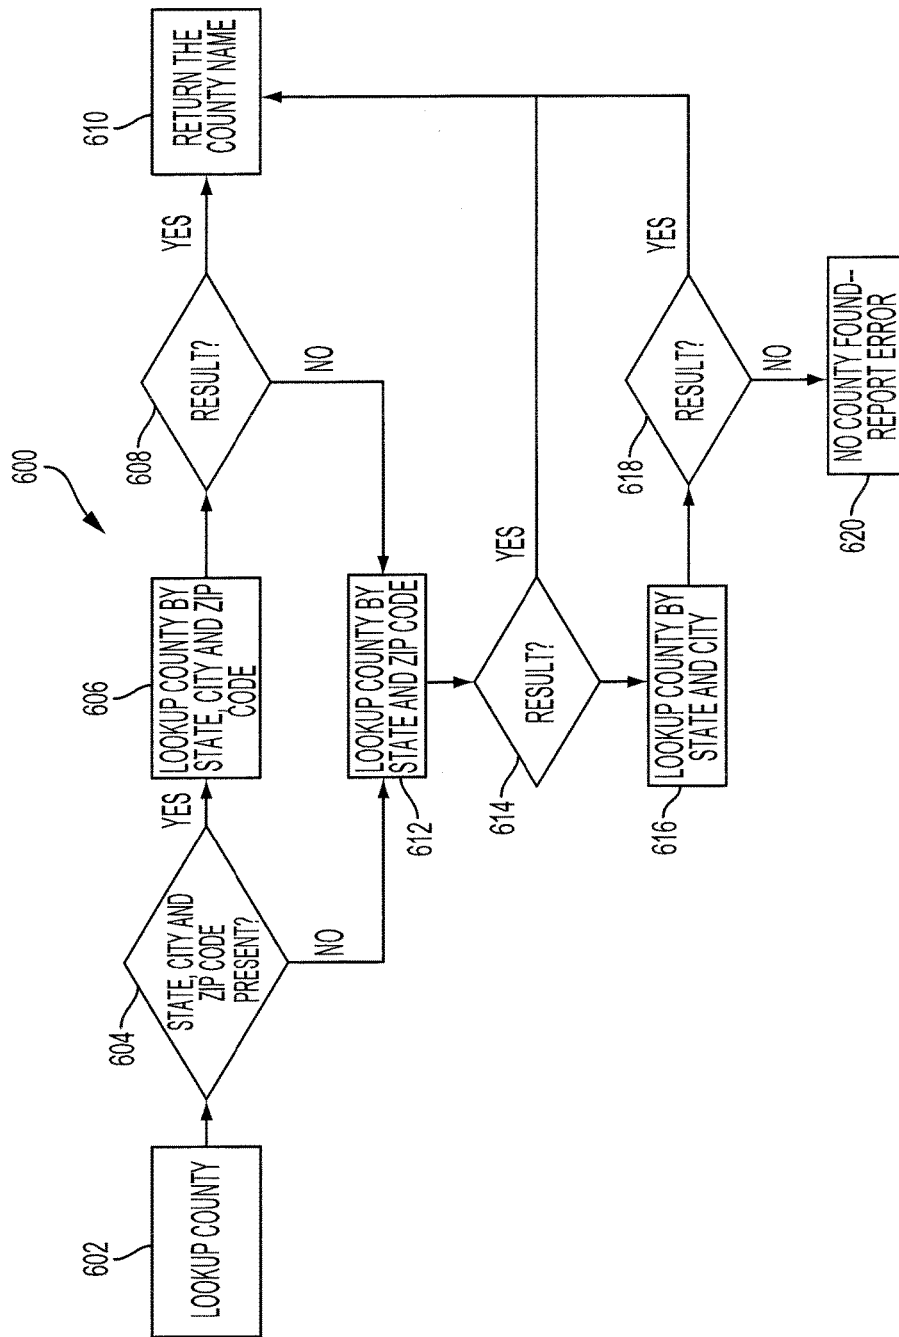 600
602
LOOKUP COUNTY
604
STATE, CITY AND
ZIP CODE
PRESENT?
YES
NO
606
LOOKUP COUNTY BY
STATE, CITY AND ZIP
CODE
608
RESULT?
YES
NO
610
RETURN THE
COUNTY NAME
612
LOOKUP COUNTY BY
STATE AND ZIP CODE
614
RESULT?
YES
616
LOOKUP COUNTY BY
STATE AND CITY
618
RESULT?
YES
NO
620
NO COUNTY FOUND--
REPORT ERROR